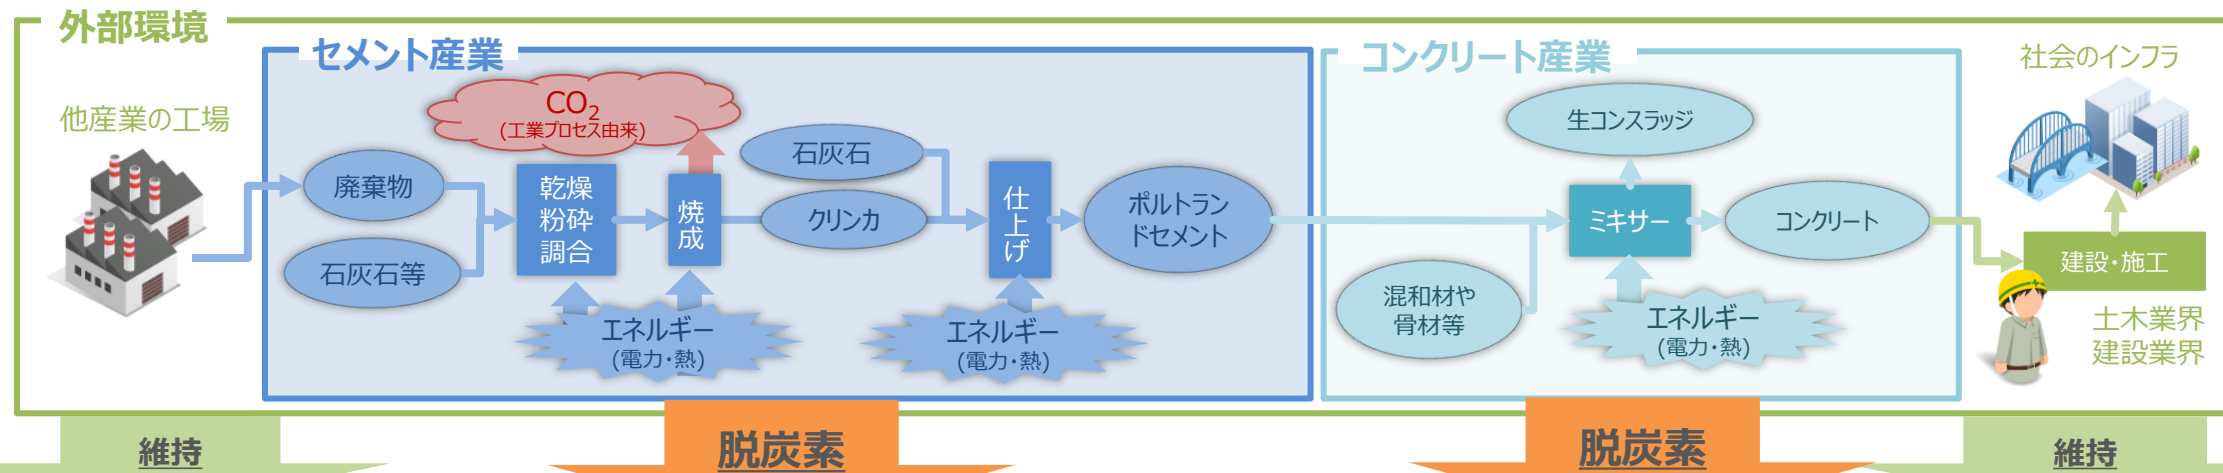 外部環境
セメント産業
コンクリート産業
社会のインフラ
他産業の工場
CO₂
(工業プロセス由来)
廃棄物
石灰石等
乾燥
粉砕
調合
焼成
石灰石
クリンカ
仕上げ
ポルトラン
ドセメント
エネルギー
(電力・熱)
エネルギー
(電力・熱)
生コンスラッジ
ミキサー
コンクリート
混和材や
骨材等
エネルギー
(電力・熱)
建設・施工
土木業界
建設業界
維持
脱炭素
脱炭素
維持